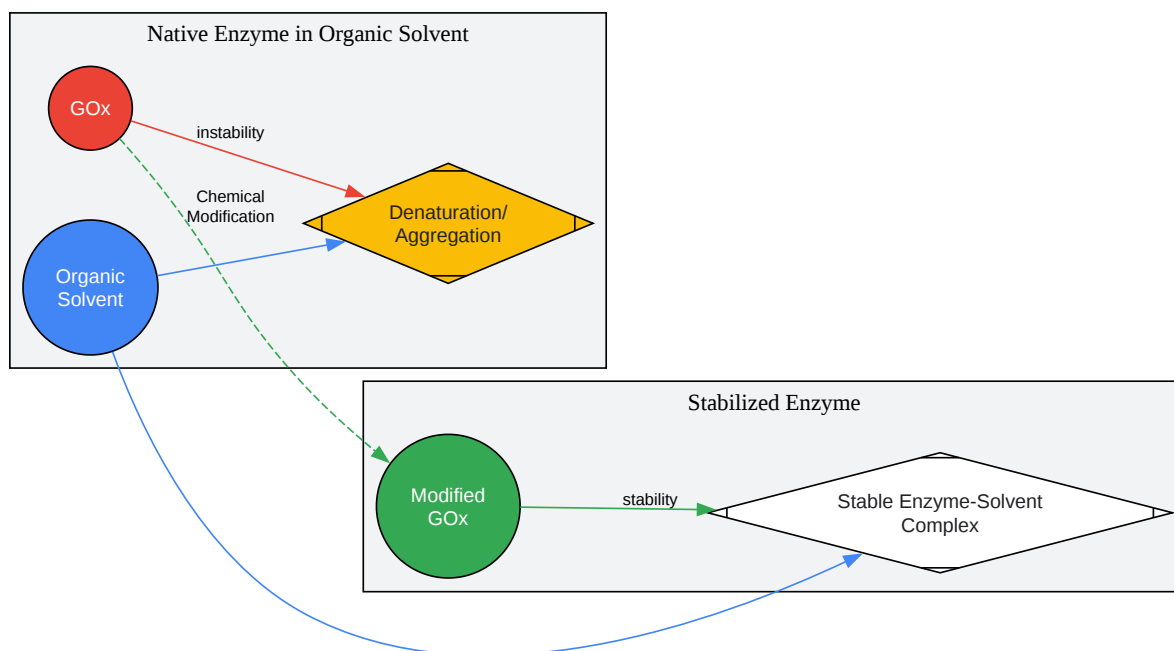 Native Enzyme in Organic Solvent
GOx
instability
Chemical
Modification
Denaturation/
Aggregation
Organic
Solvent
Stabilized Enzyme
Modified
GOx
stability
Stable Enzyme-Solvent
Complex